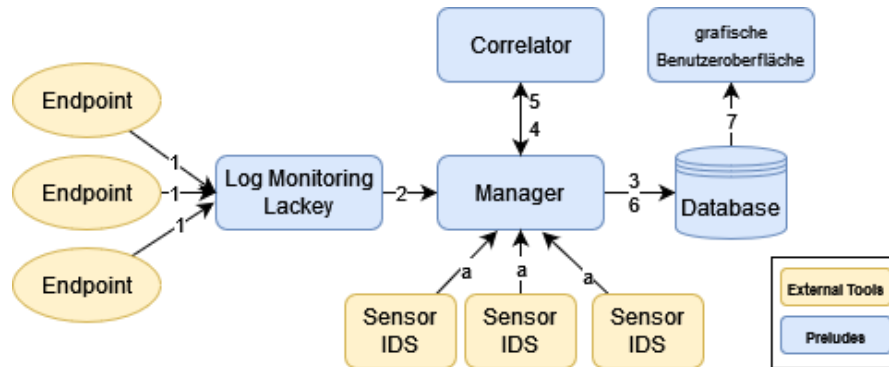 Correlator
grafische
Benutzeroberfläche
Endpoint
5
4
7
1
Endpoint
1
Log Monitoring
Lackey
2
Manager
3
6
Database
1
Endpoint
a
a
a
Sensor
IDS
Sensor
IDS
Sensor
IDS
External Tools
Preludes